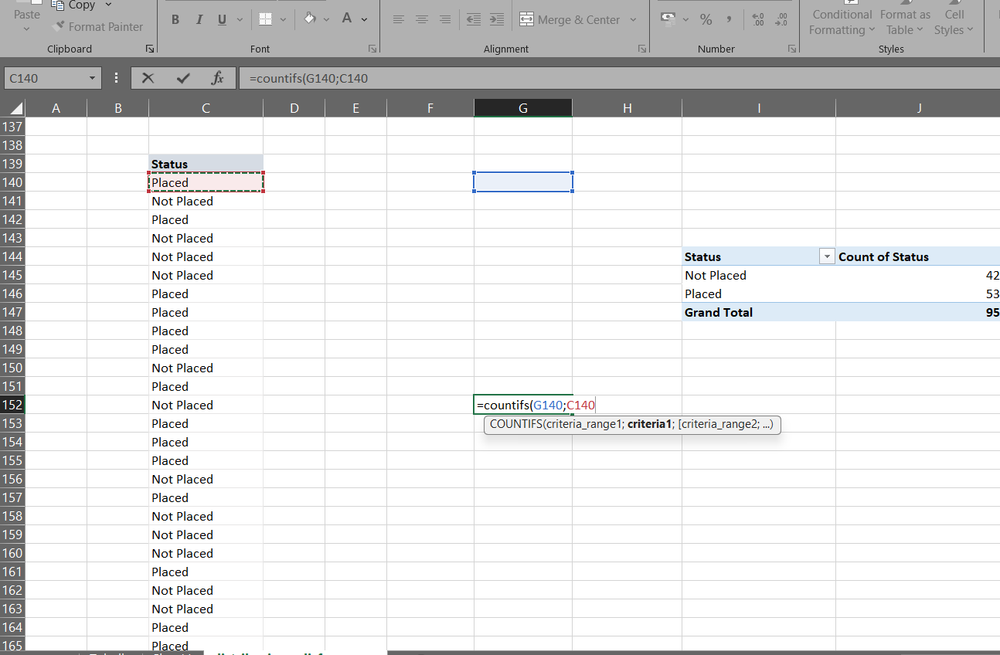 Paste Copy
Format Painter
B I U A
Merge & Center
%
Conditional Format as Cell
Formatting Table Styles
Clipboard Font Alignment Number Styles
C140 fx =countifs(G140;C140
A B C D E F G H I J
137
138
139 Status
140 Placed
141 Not Placed
142 Placed
143 Not Placed
144 Not Placed Status Count of Status
145 Not Placed Not Placed 42
146 Placed Placed 53
147 Placed Grand Total 95
148 Placed
149 Placed
150 Not Placed
151 Placed
152 Not Placed =countifs(G140;C140
153 Placed COUNTIFS(criteria_range1; criteria1; [criteria_range2; ...)
154 Placed
155 Placed
156 Not Placed
157 Placed
158 Not Placed
159 Not Placed
160 Not Placed
161 Placed
162 Not Placed
163 Not Placed
164 Placed
165 Placed